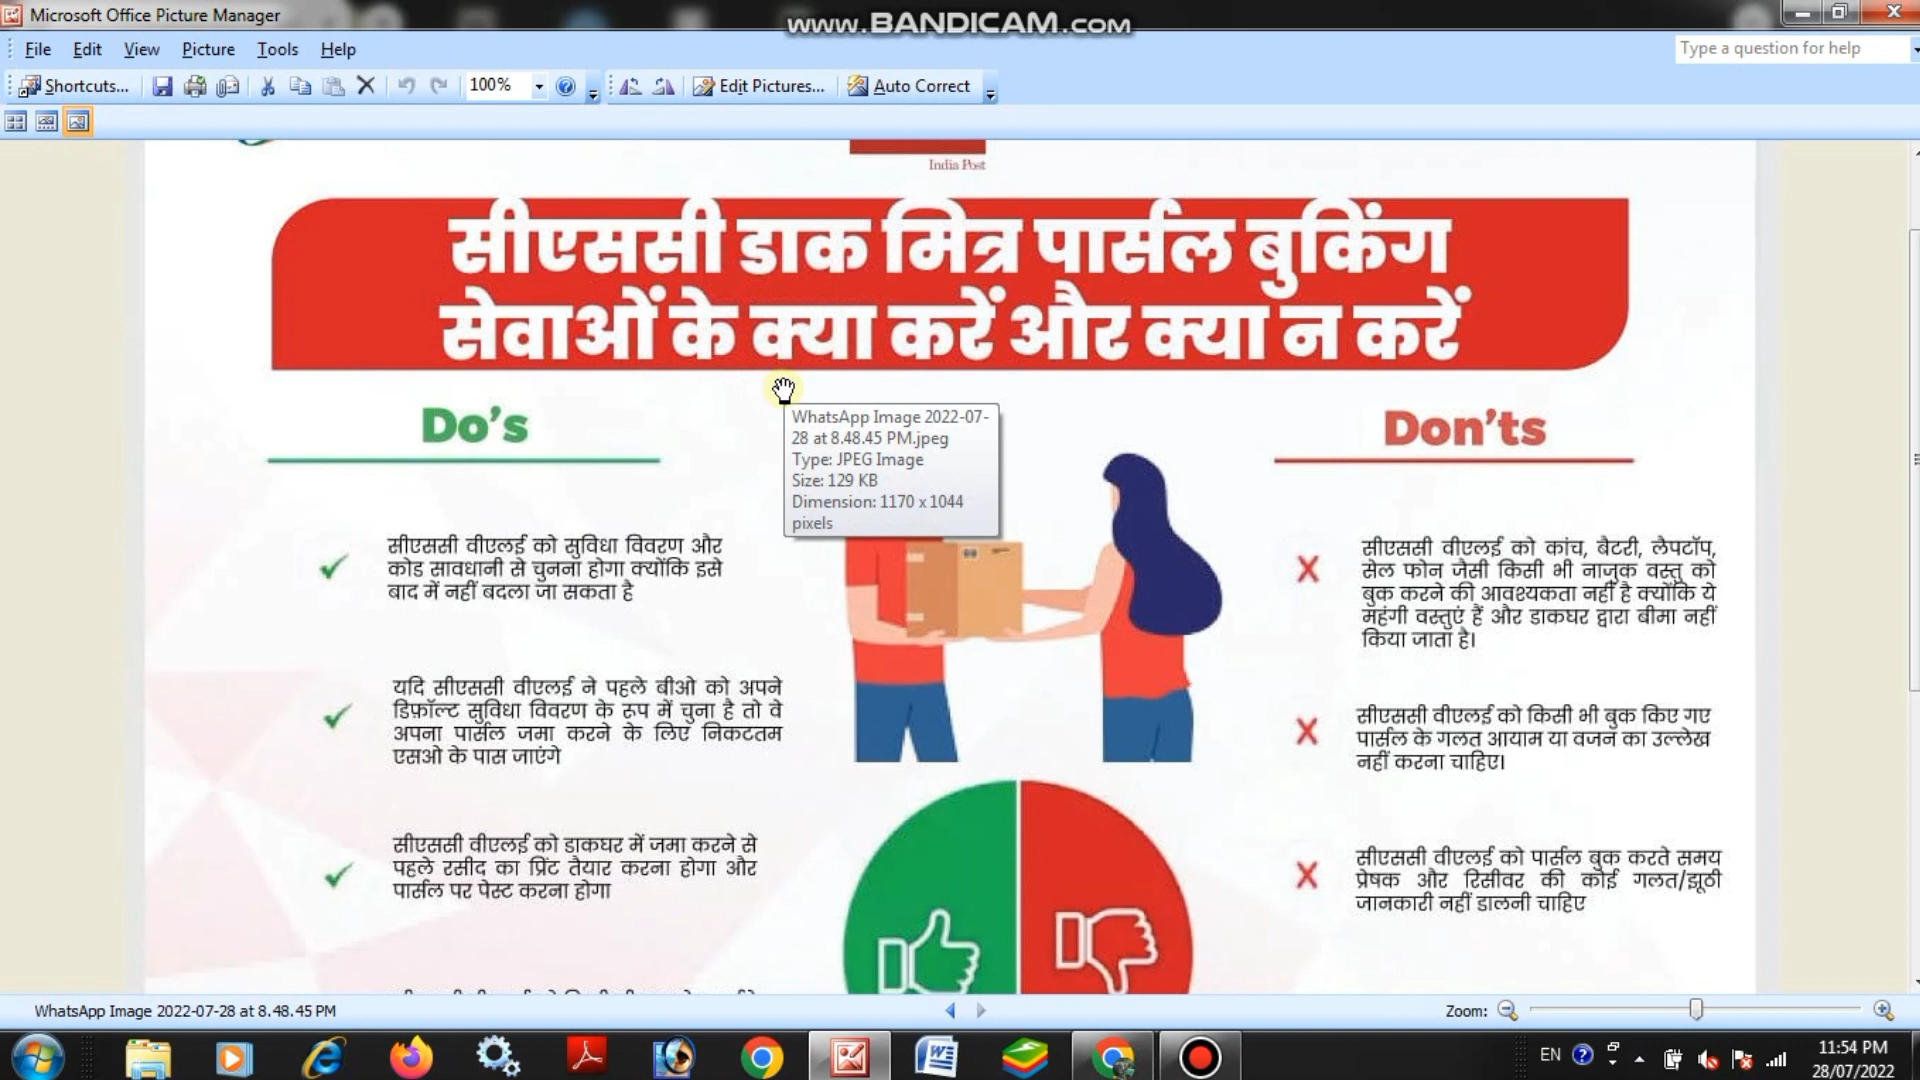 Microsoft Office Picture Manager
www.BANDICAM.com
File Edit View Picture Tools Help
Type a question for help
Shortcuts... 100% Edit Pictures... Auto Correct
India Post
सीएससी डाक मित्र पार्सल बुकिंग
सेवाओं के क्या करें और क्या न करें
Do's
सीएससी वीएलई को सुविधा विवरण और
कोड सावधानी से चुनना होगा क्योंकि इसे
बाद में नहीं बदला जा सकता है
यदि सीएससी वीएलई ने पहले बीओ को अपने
डिफ़ॉल्ट सुविधा विवरण के रूप में चुना है तो वे
अपना पार्सल जमा करने के लिए निकटतम
एसओ के पास जाएंगे
सीएससी वीएलई को डाकघर में जमा करने से
पहले रसीद का प्रिंट तैयार करना होगा और
पार्सल पर पेस्ट करना होगा
WhatsApp Image 2022-07-
28 at 8.48.45 PM.jpeg
Type: JPEG Image
Size: 129 KB
Dimension: 1170 x 1044
pixels
Don'ts
सीएससी वीएलई को कांच, बैटरी, लैपटॉप,
सेल फोन जैसी किसी भी नाजुक वस्तु को
बुक करने की आवश्यकता नहीं है क्योंकि ये
महंगी वस्तुएं हैं और डाकघर द्वारा बीमा नहीं
किया जाता है।
सीएससी वीएलई को किसी भी बुक किए गए
पार्सल के गलत आयाम या वजन का उल्लेख
नहीं करना चाहिए।
सीएससी वीएलई को पार्सल बुक करते समय
प्रेषक और रिसीवर की कोई गलत/झूठी
जानकारी नहीं डालनी चाहिए
WhatsApp Image 2022-07-28 at 8.48.45 PM
Zoom:
EN
11:54 PM
28/07/2022